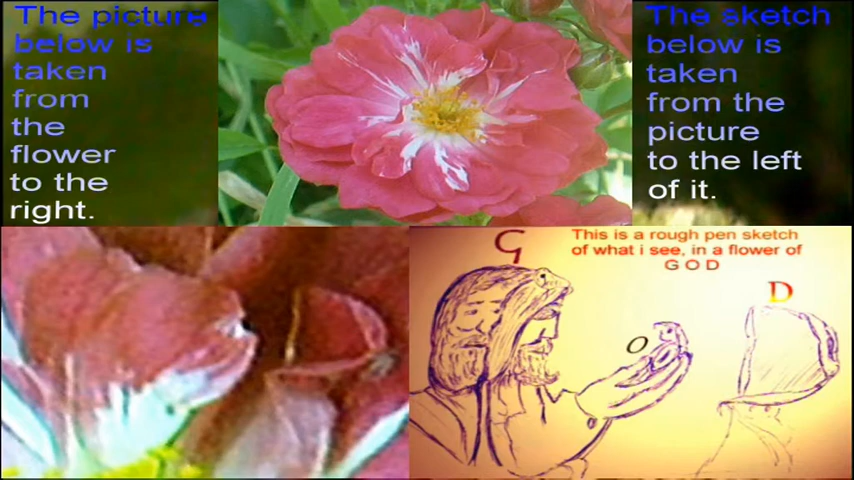 The picture
below is
taken
from
the
flower
to the
right.
The sketch
below is
taken
from the
picture
to the left
of it.
This is a rough pen sketch
of what i see, in a flower of
G O D
G
O
D